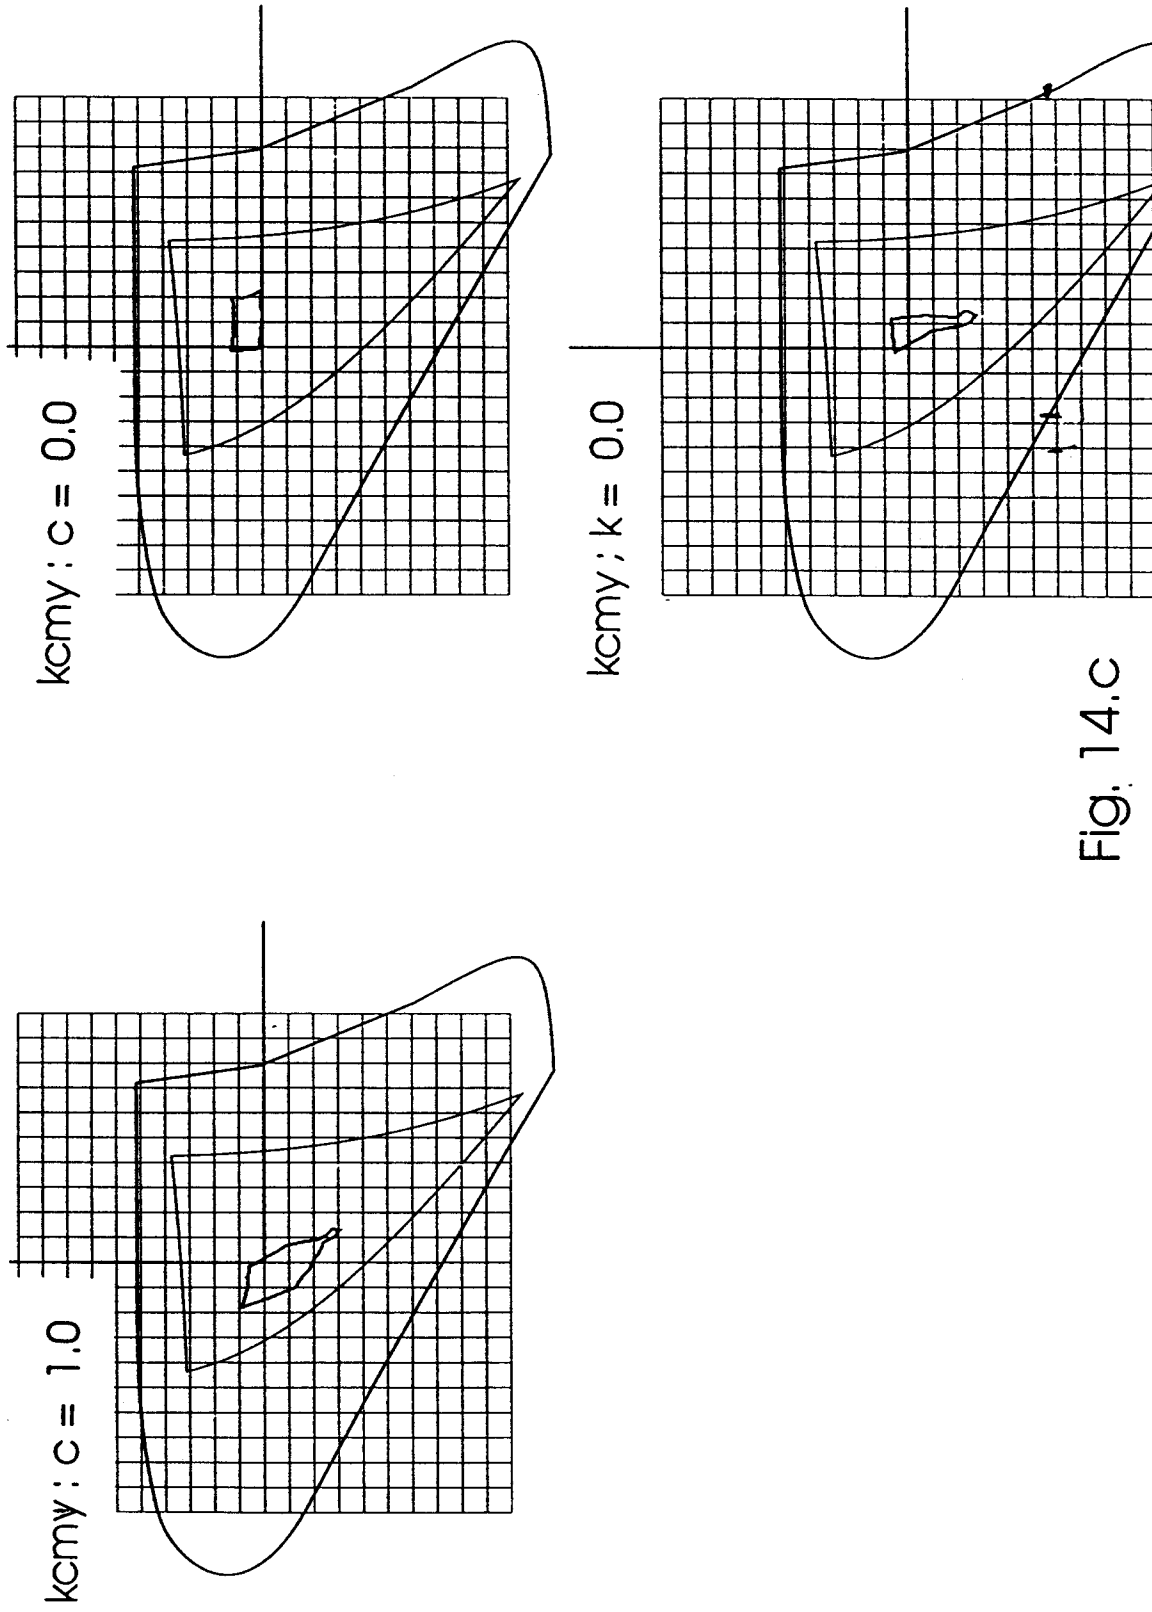 kcmy : c = 1.0
kcmy : c = 0.0
kcmy ; k = 0.0
Fig. 14.c